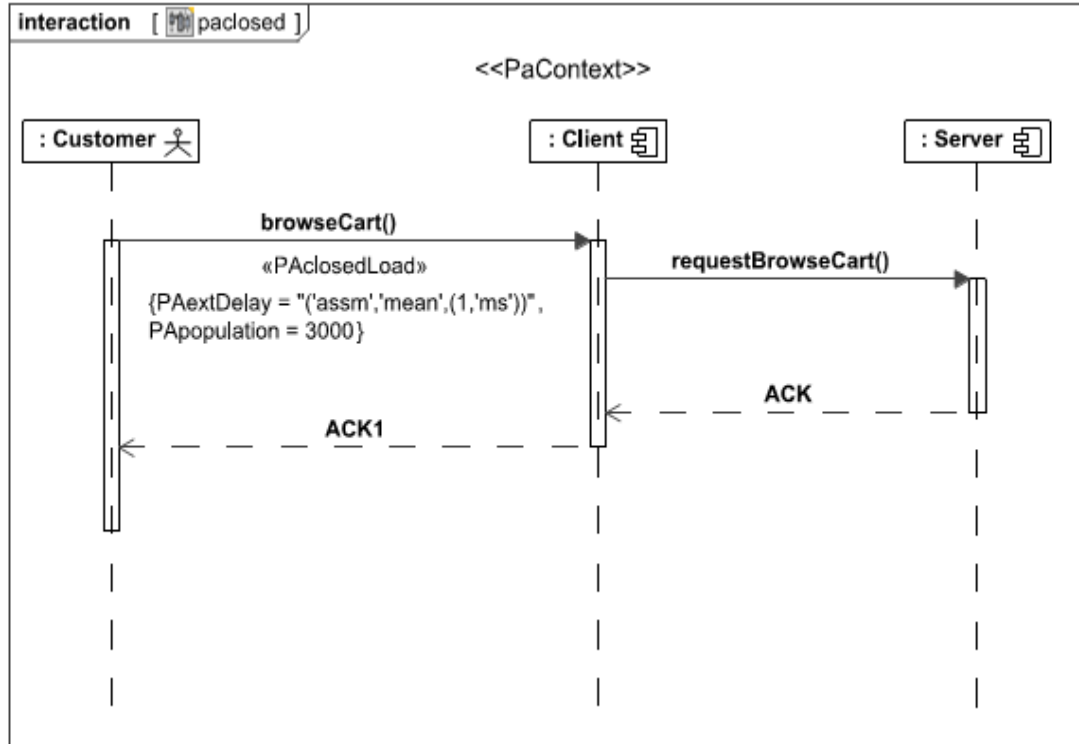 interaction [ paclosed ]
<<PaContext>>
: Customer
: Client
: Server
browseCart()
«PAclosedLoad»
{PAextDelay = "('assm','mean',(1,'ms'))",
PApopulation = 3000}
requestBrowseCart()
ACK
ACK1